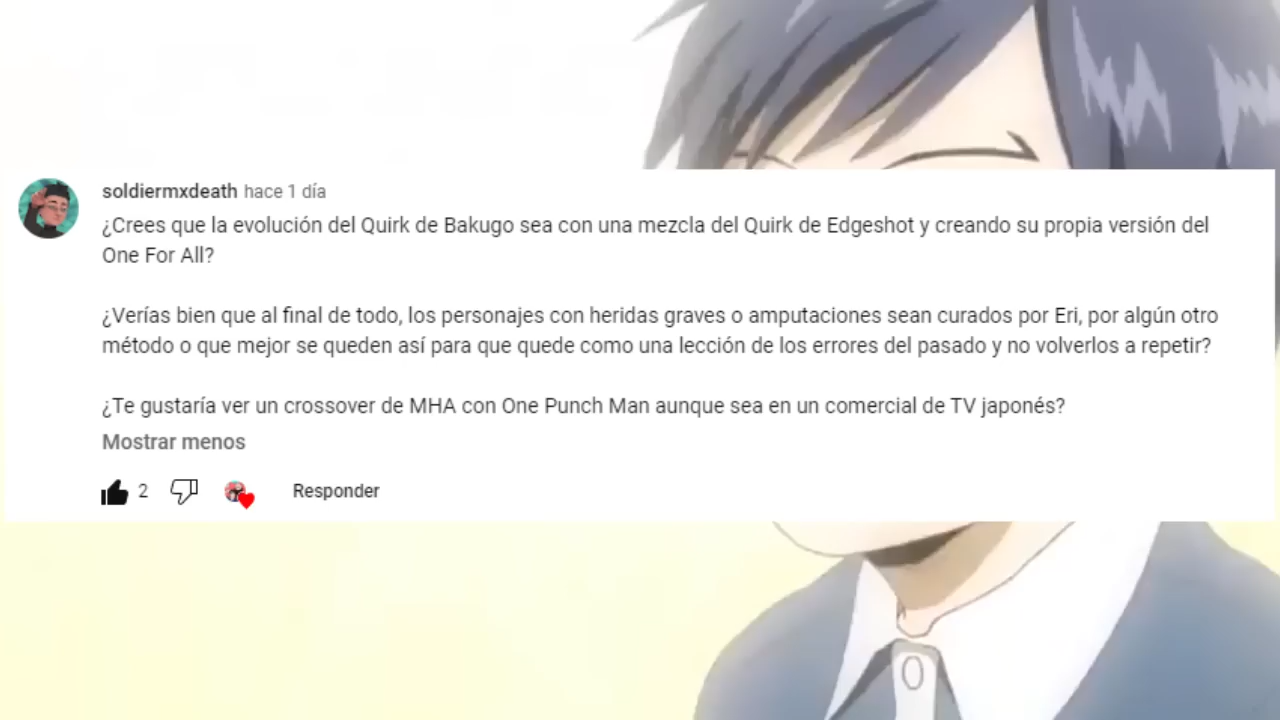 soldiermxdeath hace 1 día
¿Crees que la evolución del Quirk de Bakugo sea con una mezcla del Quirk de Edgeshot y creando su propia versión del
One For All?
¿Verías bien que al final de todo, los personajes con heridas graves o amputaciones sean curados por Eri, por algún otro
método o que mejor se queden así para que quede como una lección de los errores del pasado y no volverlos a repetir?
¿Te gustaría ver un crossover de MHA con One Punch Man aunque sea en un comercial de TV japonés?
Mostrar menos
2 Responder